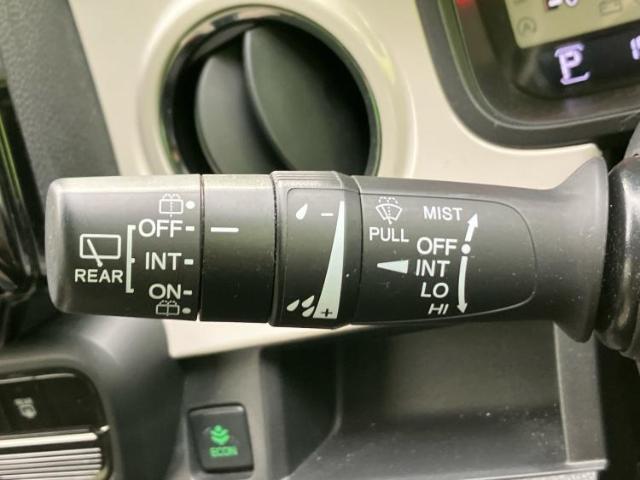 P
OFF
INT
ON
REAR
- 
+
PULL
MIST
OFF
INT
LO
HI
ECON